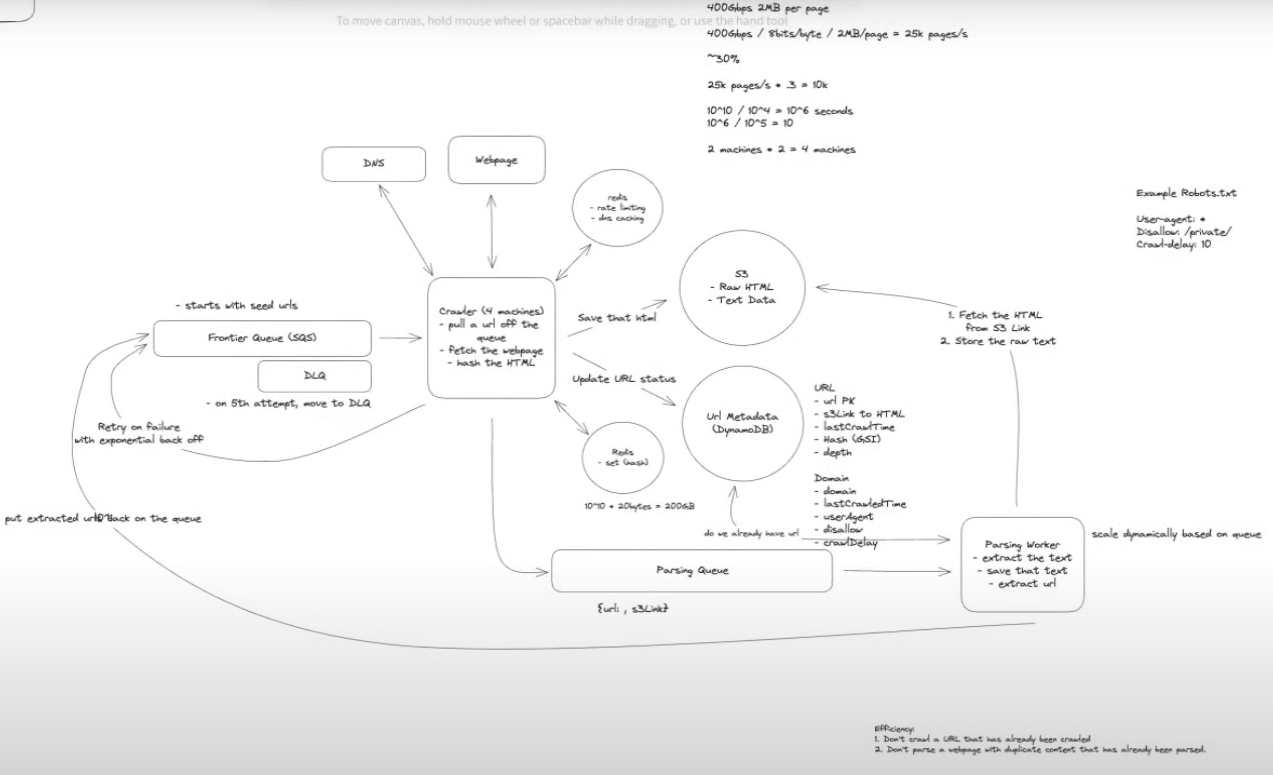 To move canvas, hold mouse wheel or spacebar while dragging, or use the hand tool
400Gbps 2MB per page
400Gbps / 8bits/byte / 2MB/page = 25k pages/s
~30%
25k pages/s * .3 = 10k
10^10 / 10^4 = 10^6 seconds
10^6 / 10^5 = 10
2 machines * 2 = 4 machines
DNS
Webpage
redis
- rate limiting
- dns caching
Example Robots.txt
User-agent: *
Disallow: /private/
Crawl-delay: 10
S3
- Raw HTML
- Text Data
- starts with seed urls
Frontier Queue (SQS)
DLQ
- on 5th attempt, move to DLQ
Crawler (4 machines)
- pull a url off the
queue
- fetch the webpage
- hash the HTML
Save that html
Update URL status
1. Fetch the HTML
from S3 Link
2. Store the raw text
Url Metadata
(DynamoDB)
URL
- url PK
- s3Link to HTML
- lastCrawlTime
- Hash (GSI)
- depth
Domain
- domain
- lastCrawledTime
- userAgent
- disallow
- crawlDelay
Retry on failure
with exponential back off
Redis
- set (hash)
10^10 * 20bytes = 200GB
put extracted back on the queue
do we already have url
Parsing Queue
{url: , s3Link}
Parsing Worker
- extract the text
- save that text
- extract url
scale dynamically based on queue
Efficiency:
1. Don't crawl a URL that has already been crawled
2. Don't parse a webpage with duplicate content that has already been parsed.